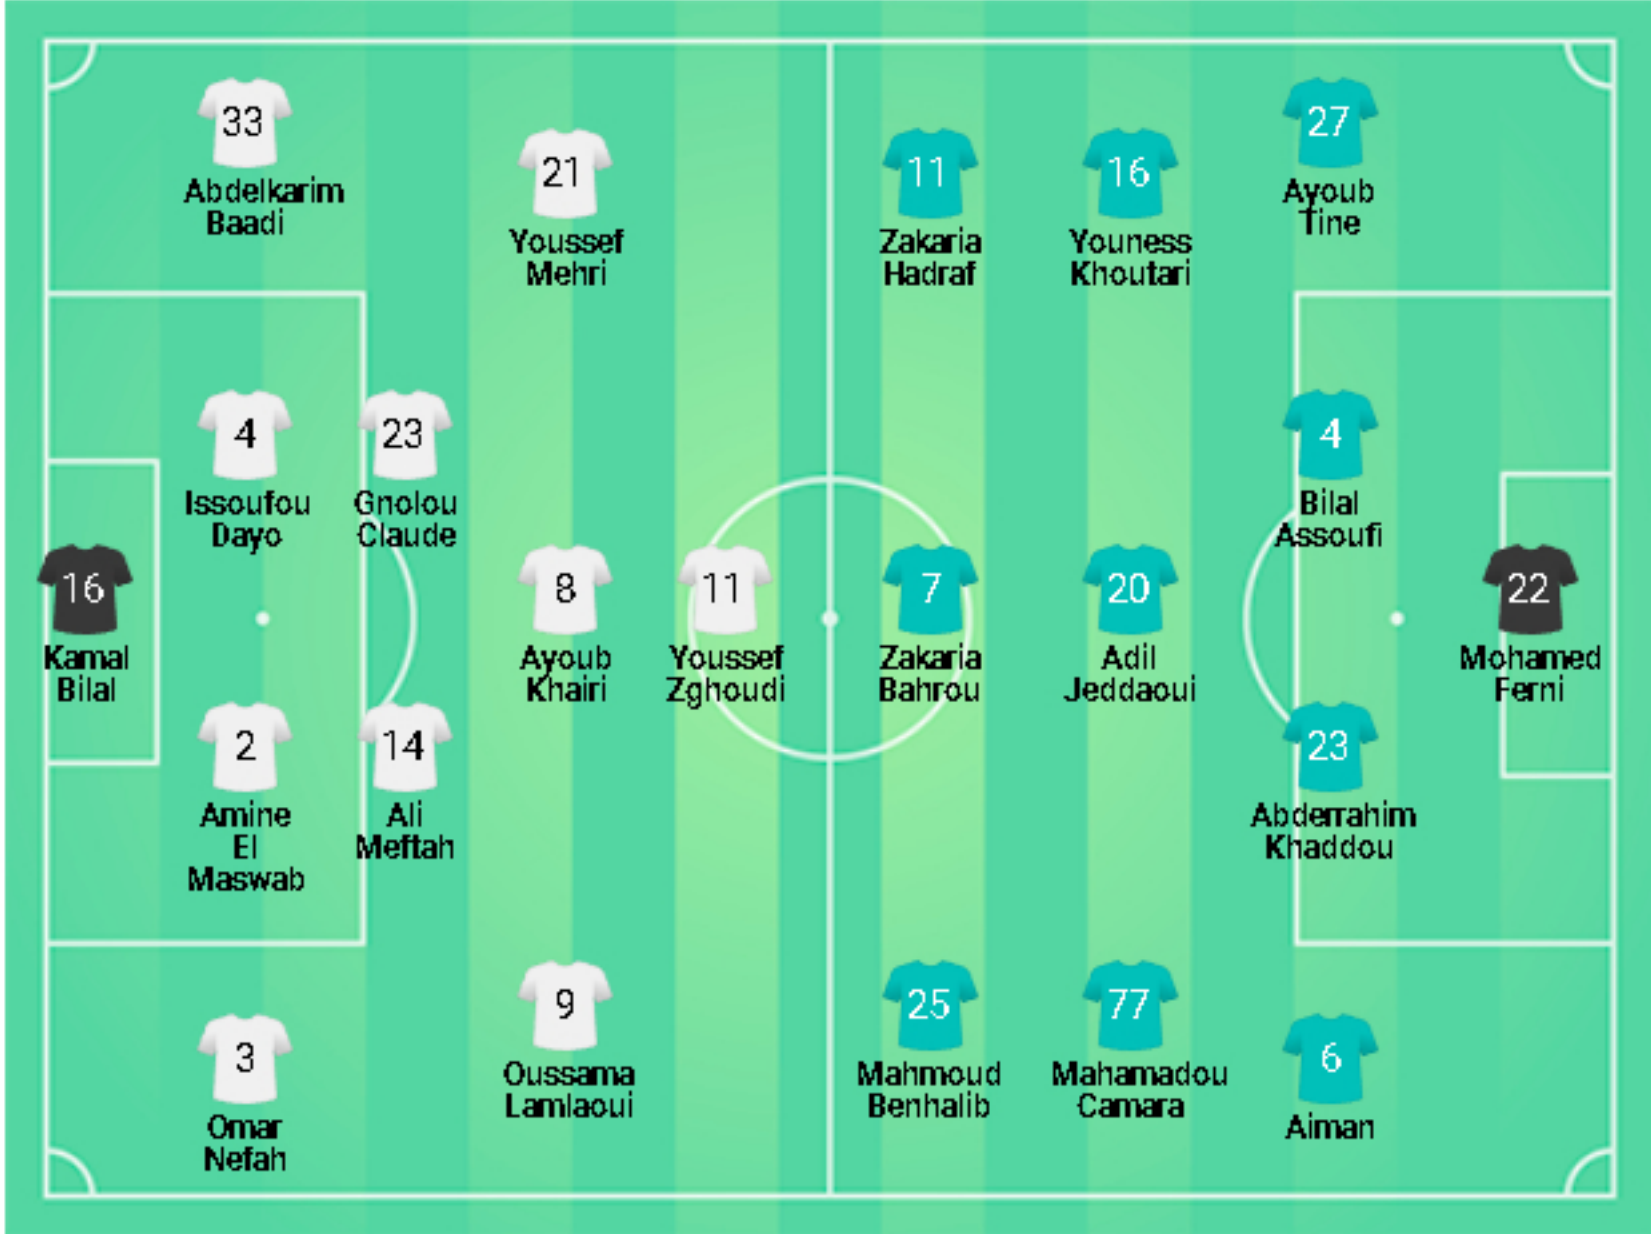 33
Abdelkarim
Baadi
4
Issoufou
Dayo
2
Amine
El
Maswab
3
Omar
Nefah
16
Kamal
Bilal
23
Gnolou
Claude
14
Ali
Meftah
21
Youssef
Mehri
8
Ayoub
Khairi
9
Oussama
Lamlaoui
11
Youssef
Zghoudi
11
Zakaria
Hadraf
7
Zakaria
Bahrou
25
Mahmoud
Benhalib
16
Youness
Khoutari
20
Adil
Jeddaoui
77
Mahamadou
Camara
27
Ayoub
Tine
4
Bilal
Assoufi
23
Abderrahim
Khaddou
6
Aiman
22
Mohamed
Ferni